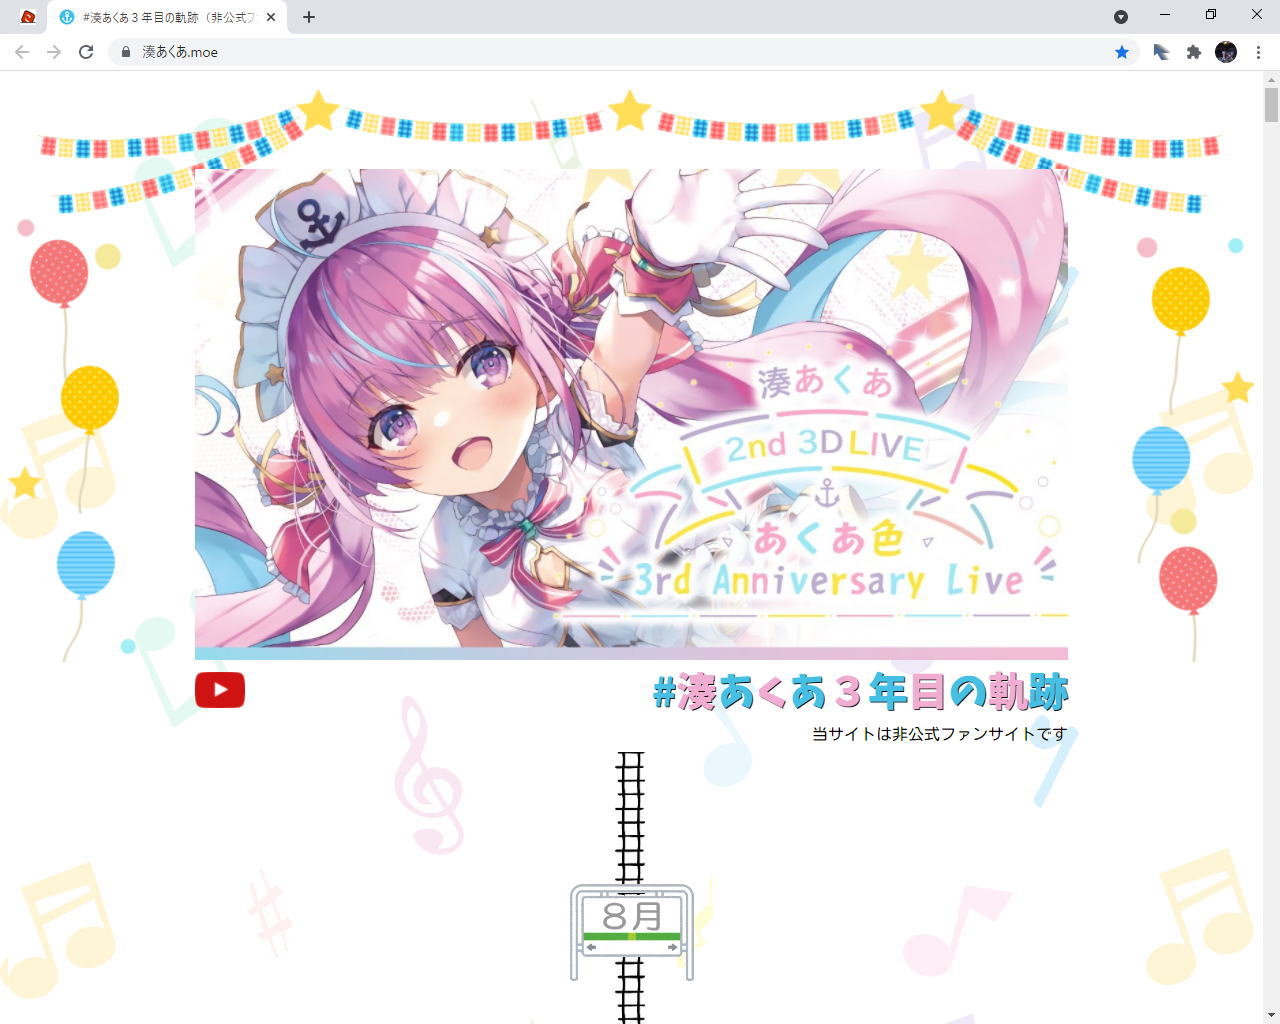 #湊あくあ３年目の軌跡（非公式フ
湊あくあ.moe
湊あくあ
2nd 3D LIVE
あくあ色
3rd Anniversary Live
#湊あくあ３年目の軌跡
当サイトは非公式ファンサイトです
８月